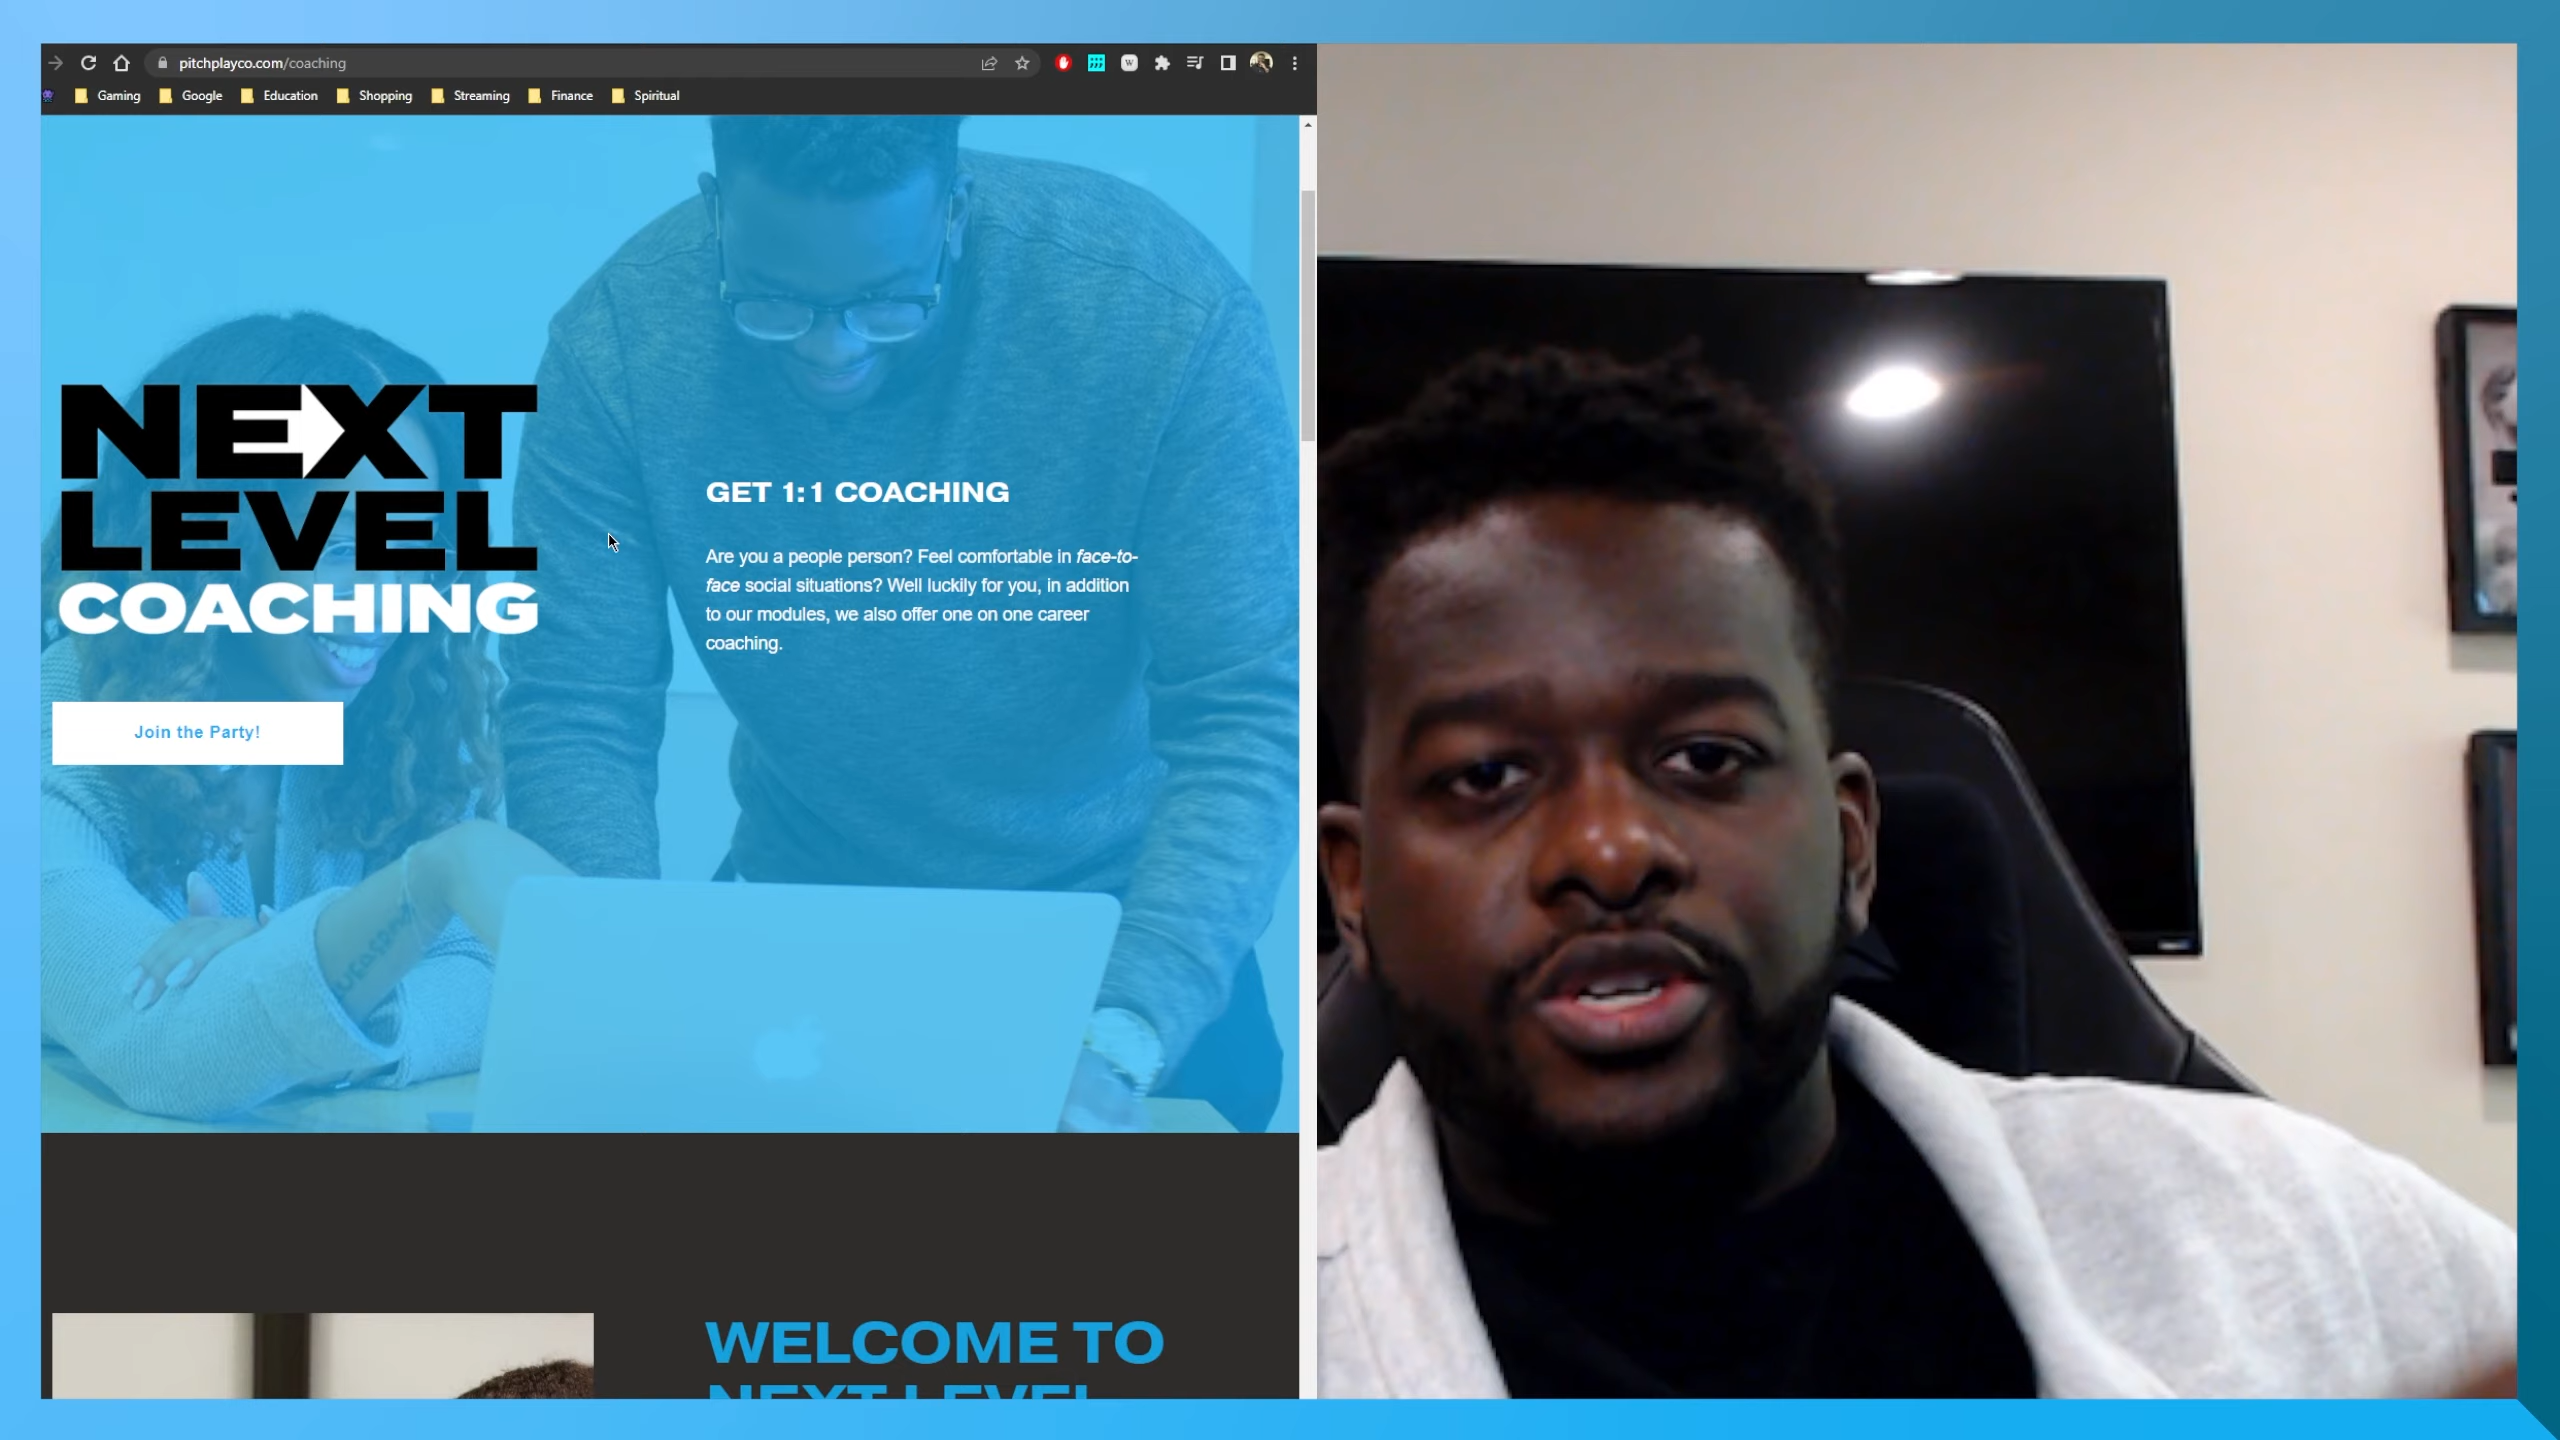 pitchplayco.com/coaching
Gaming Google Education Shopping Streaming Finance Spiritual
NEXT
LEVEL
COACHING
Join the Party!
GET 1:1 COACHING
Are you a people person? Feel comfortable in face-to-
face social situations? Well luckily for you, in addition
to our modules, we also offer one on one career
coaching.
WELCOME TO
NEXT LEVEL